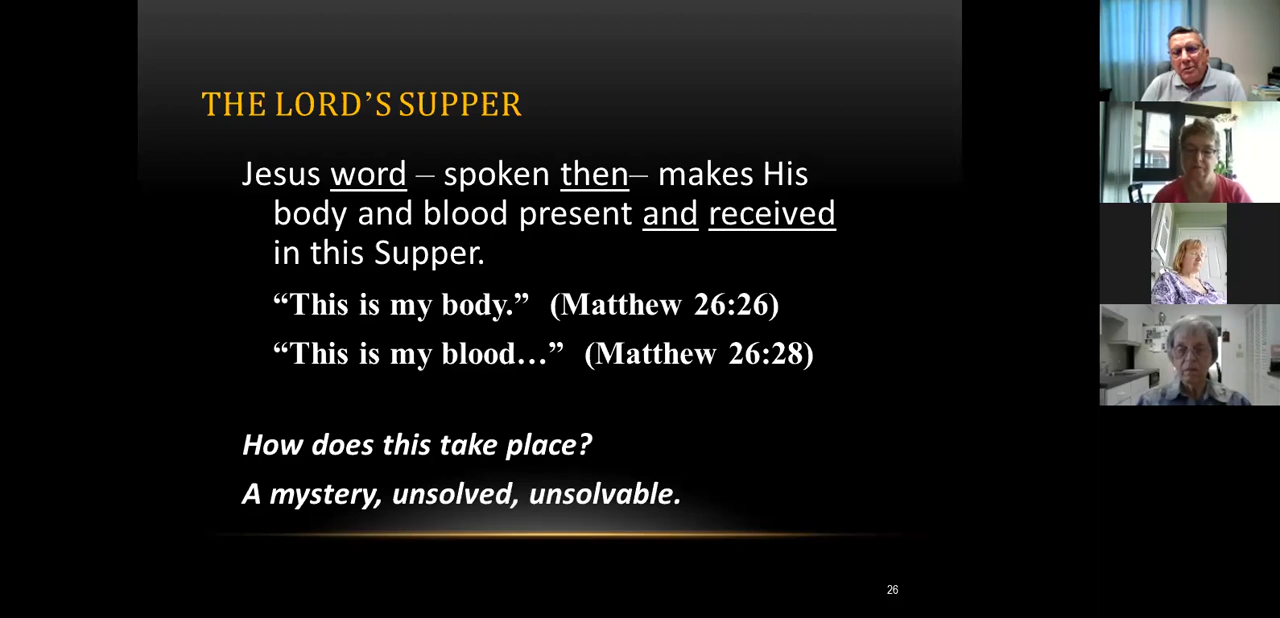 THE LORD’S SUPPER
Jesus word – spoken then– makes His
body and blood present and received
in this Supper.
“This is my body.” (Matthew 26:26)
“This is my blood…” (Matthew 26:28)
How does this take place?
A mystery, unsolved, unsolvable.
26